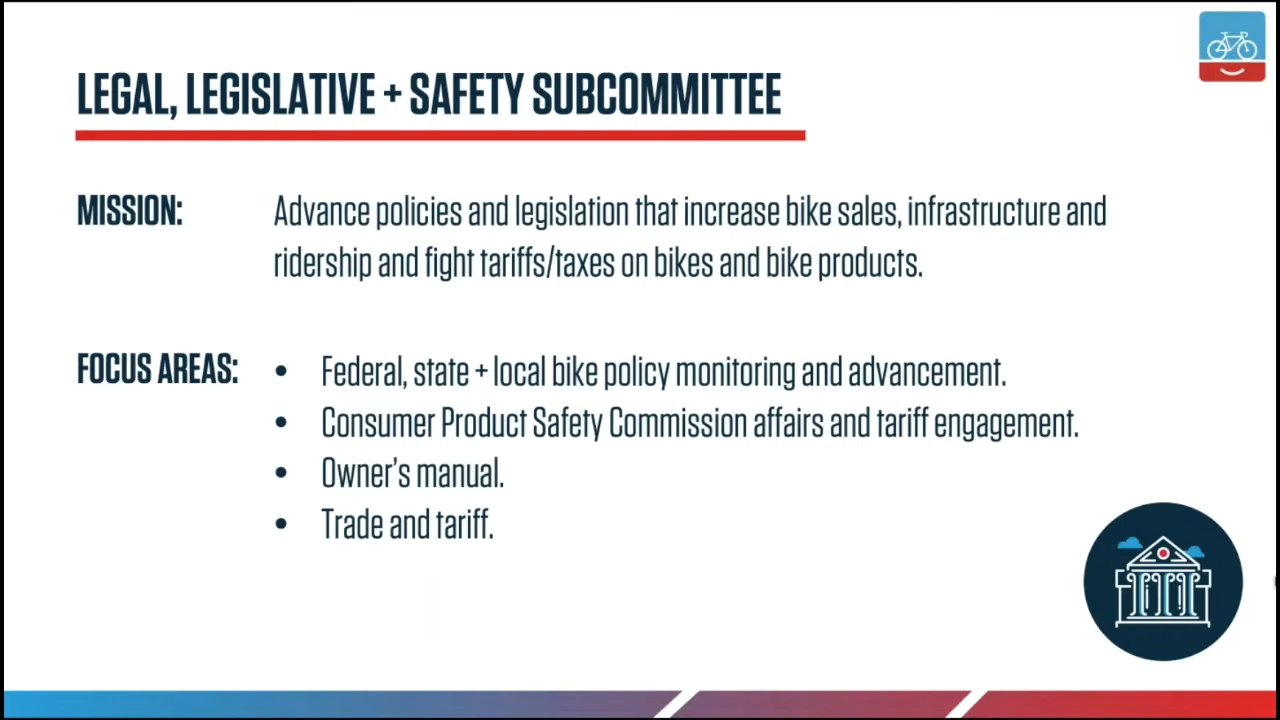 LEGAL, LEGISLATIVE + SAFETY SUBCOMMITTEE
MISSION:
Advance policies and legislation that increase bike sales, infrastructure and
ridership and fight tariffs/taxes on bikes and bike products.
FOCUS AREAS:
• Federal, state + local bike policy monitoring and advancement.
• Consumer Product Safety Commission affairs and tariff engagement.
• Owner's manual.
• Trade and tariff.